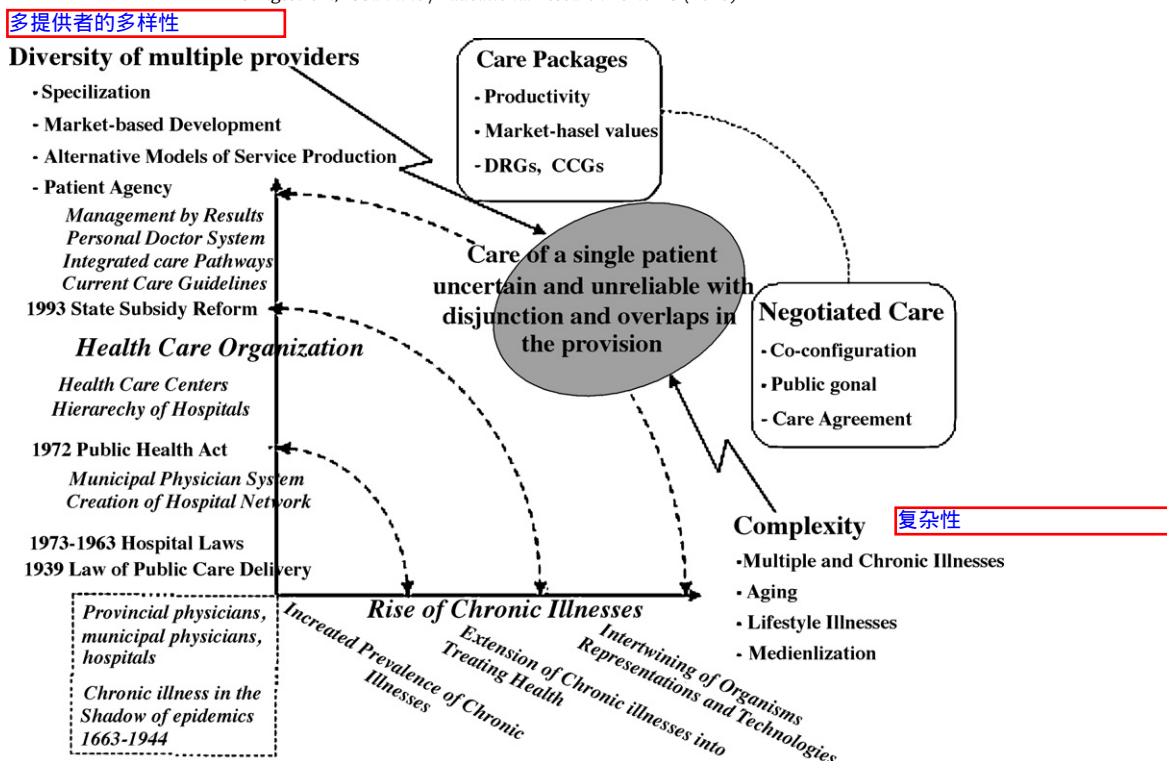 多提供者的多样性
Diversity of multiple providers
- Specilization
- Market-based Development
- Alternative Models of Service Production
- Patient Agency
Management by Results
Personal Doctor System
Integrated care Pathways
Current Care Guidelines
1993 State Subsidy Reform
Health Care Organization
Health Care Centers
Hierarchy of Hospitals
1972 Public Health Act
Municipal Physician System
Creation of Hospital Network
1973-1963 Hospital Laws
1939 Law of Public Care Delivery
Provincial physicians,
municipal physicians,
hospitals
Chronic illness in the
Shadow of epidemics
1663-1944
Care Packages
- Productivity
- Market-hasel values
- DRGs, CCGs
Care of a single patient
uncertain and unreliable with
disjunction and overlaps in
the provision
Negotiated Care
- Co-configuration
- Public gonal
- Care Agreement
Complexity
复杂性
-Multiple and Chronic Illnesses
- Aging
- Lifestyle Illnesses
- Medienlization
Rise of Chronic Illnesses
Increated Prevalence of Chronic
Illnesses
Extension of Chronic illnesses into
Treating Health
Intertwining of Organisms
Representations and Technologies